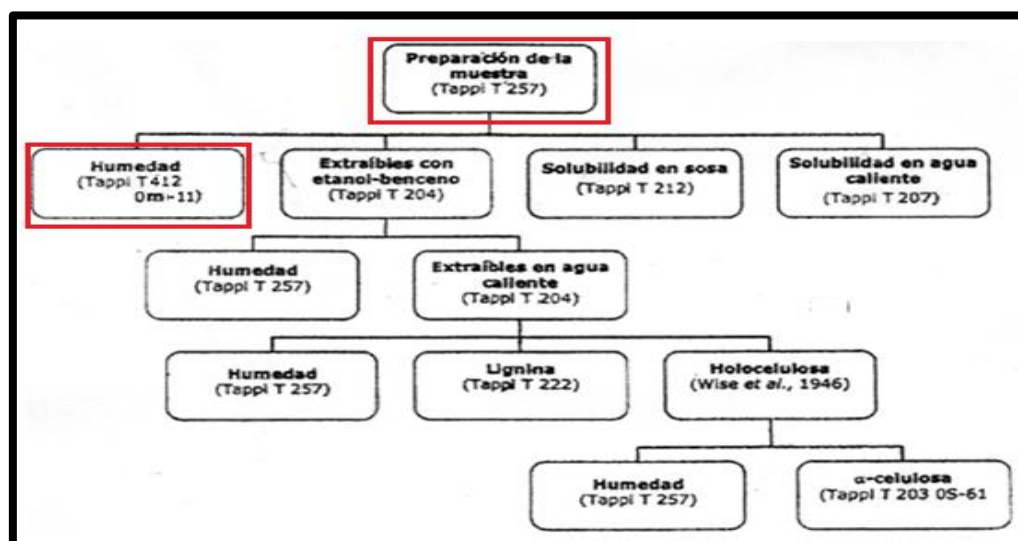 Preparación de la
muestra
(Tappi T 257)
Humedad
(Tappi T412
0m-11)
Extraíbles con
etanol-benceno
(Tappi T 204)
Solubilidad en sosa
(Tappi T 212)
Solubilidad en agua
caliente
(Tappi T 207)
Humedad
(Tappi T 257)
Extraíbles en agua
caliente
(Tappi T 204)
Humedad
(Tappi T 257)
Lignina
(Tappi T 222)
Holocelulosa
(Wise et al., 1946)
Humedad
(Tappi T 257)
α-celulosa
(Tappi T 203 0S-61